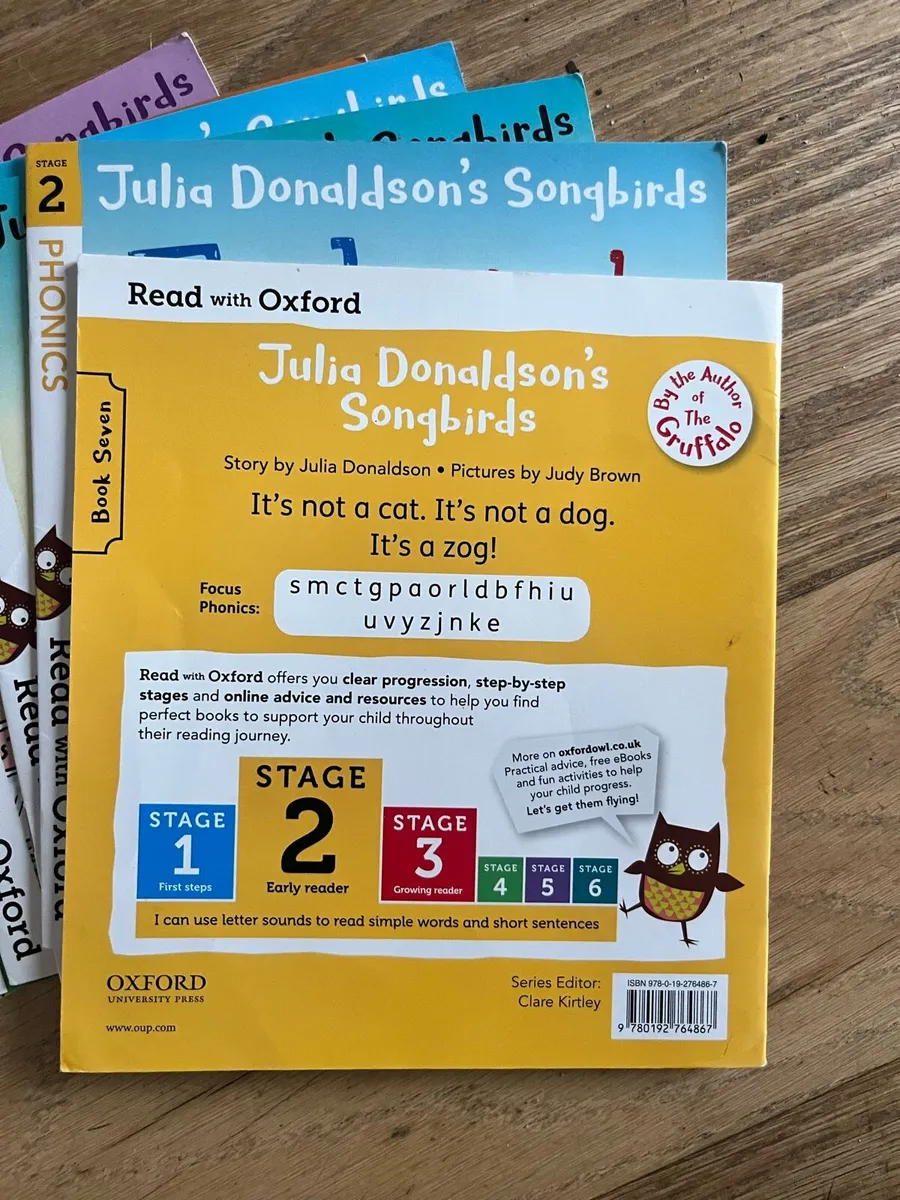 Songbirds
Songbirds
STAGE
2
PHONICS
Julia Donaldson's Songbirds
Read with Oxford
Julia Donaldson's
Songbirds
By the Author
of
The
Gruffalo
Book Seven
Story by Julia Donaldson • Pictures by Judy Brown
It's not a cat. It's not a dog.
It's a zog!
Focus
Phonics:
s m c t g p a o r l d b f h i u
u v y z j n k e
Read with Oxford offers you clear progression, step-by-step
stages and online advice and resources to help you find
perfect books to support your child throughout
their reading journey.
More on oxfordowl.co.uk
Practical advice, free eBooks
and fun activities to help
your child progress.
Let's get them flying!
STAGE
1
First steps
STAGE
2
Early reader
STAGE
3
Growing reader
STAGE
4
STAGE
5
STAGE
6
I can use letter sounds to read simple words and short sentences
OXFORD
UNIVERSITY PRESS
www.oup.com
Series Editor:
Clare Kirtley
ISBN 978-0-19-276486-7
9 780192 764867
Read with Oxford
Read
Oxford